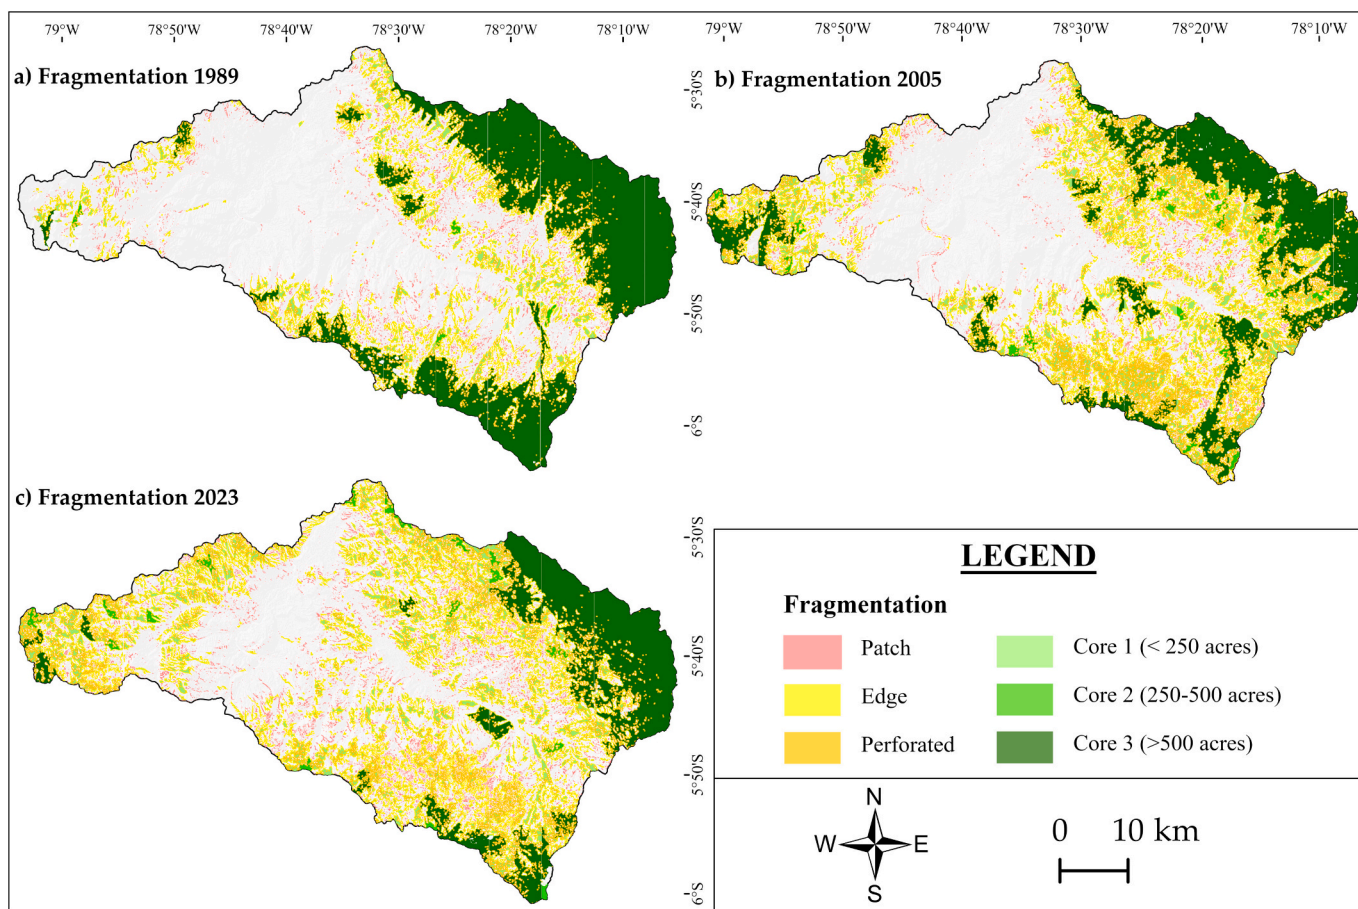 79°W 78°50'W 78°40'W 78°30'W 78°20'W 78°10'W
79°W 78°50'W 78°40'W 78°30'W 78°20'W 78°10'W
a) Fragmentation 1989
b) Fragmentation 2005
5°30'S
5°40'S
5°50'S
6°S
c) Fragmentation 2023
5°30'S
5°40'S
5°50'S
6°S
LEGEND
Fragmentation
Patch
Edge
Perforated
Core 1 (< 250 acres)
Core 2 (250-500 acres)
Core 3 (>500 acres)
N
W E
S
0 10 km